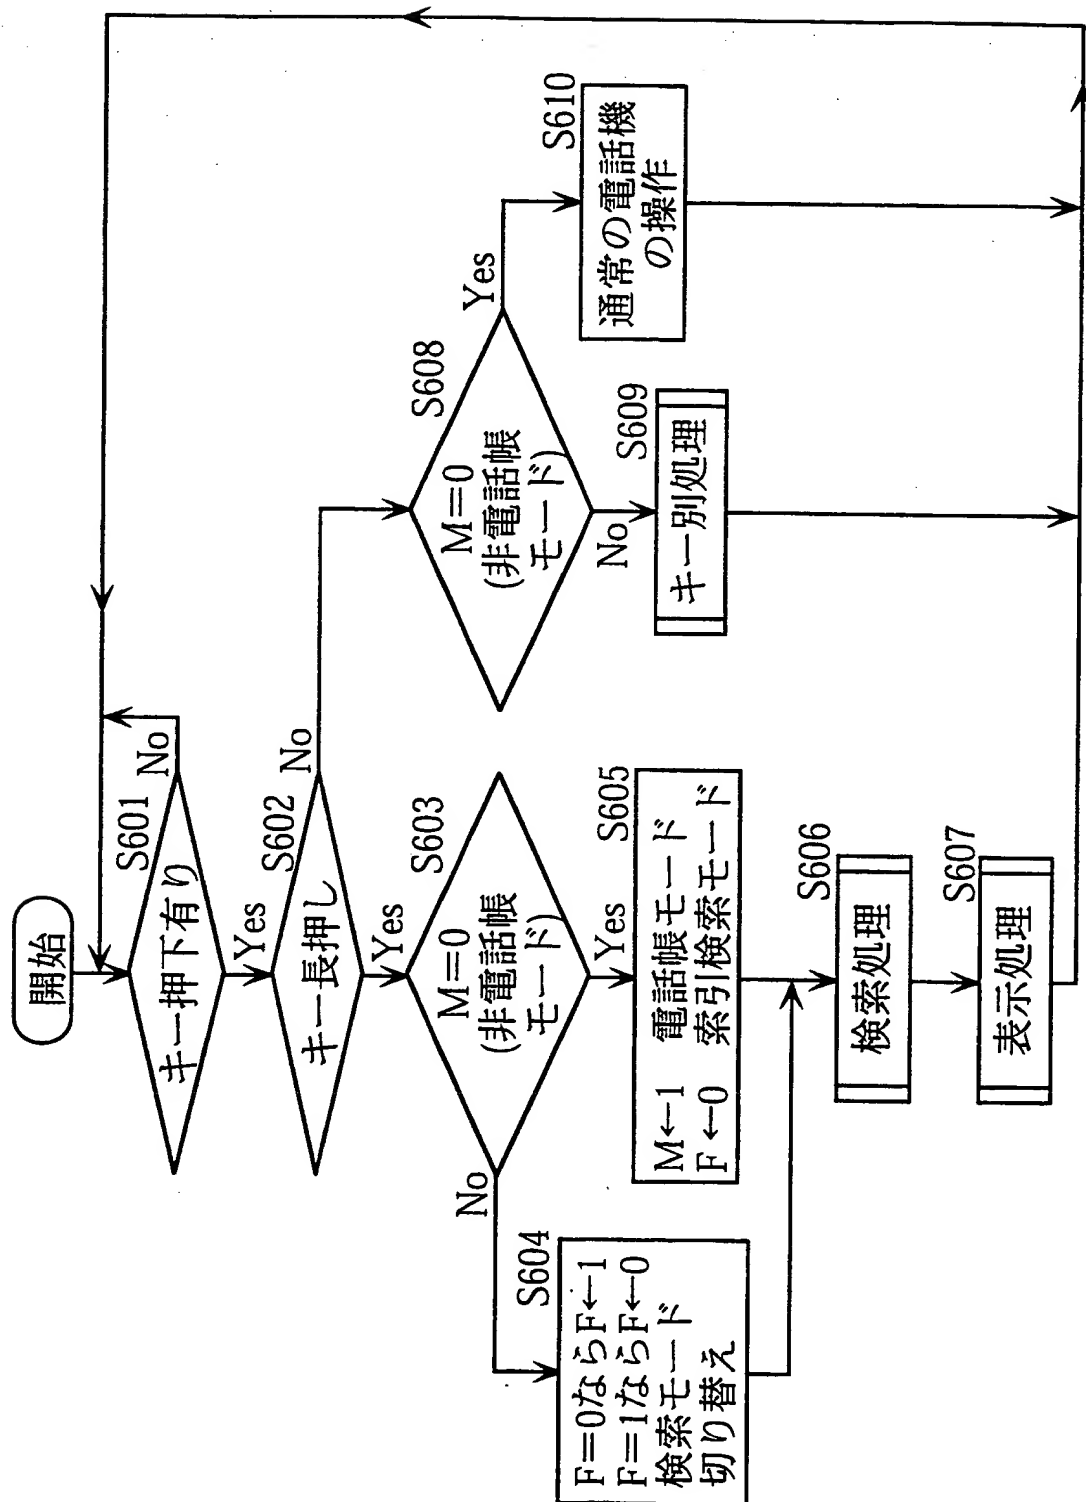 開始
S601
キー押下有り
No
Yes
S602
キー長押し
No
Yes
S603
M=0
(非電話帳
モード)
No
Yes
S604
F=0ならF←1
F=1ならF←0
検索モード
切り替え
S605
M←1 電話帳モード
F←0 索引検索モード
S606
検索処理
S607
表示処理
S608
M=0
(非電話帳
モード)
Yes
No
S609
キー別処理
S610
通常の電話機
の操作